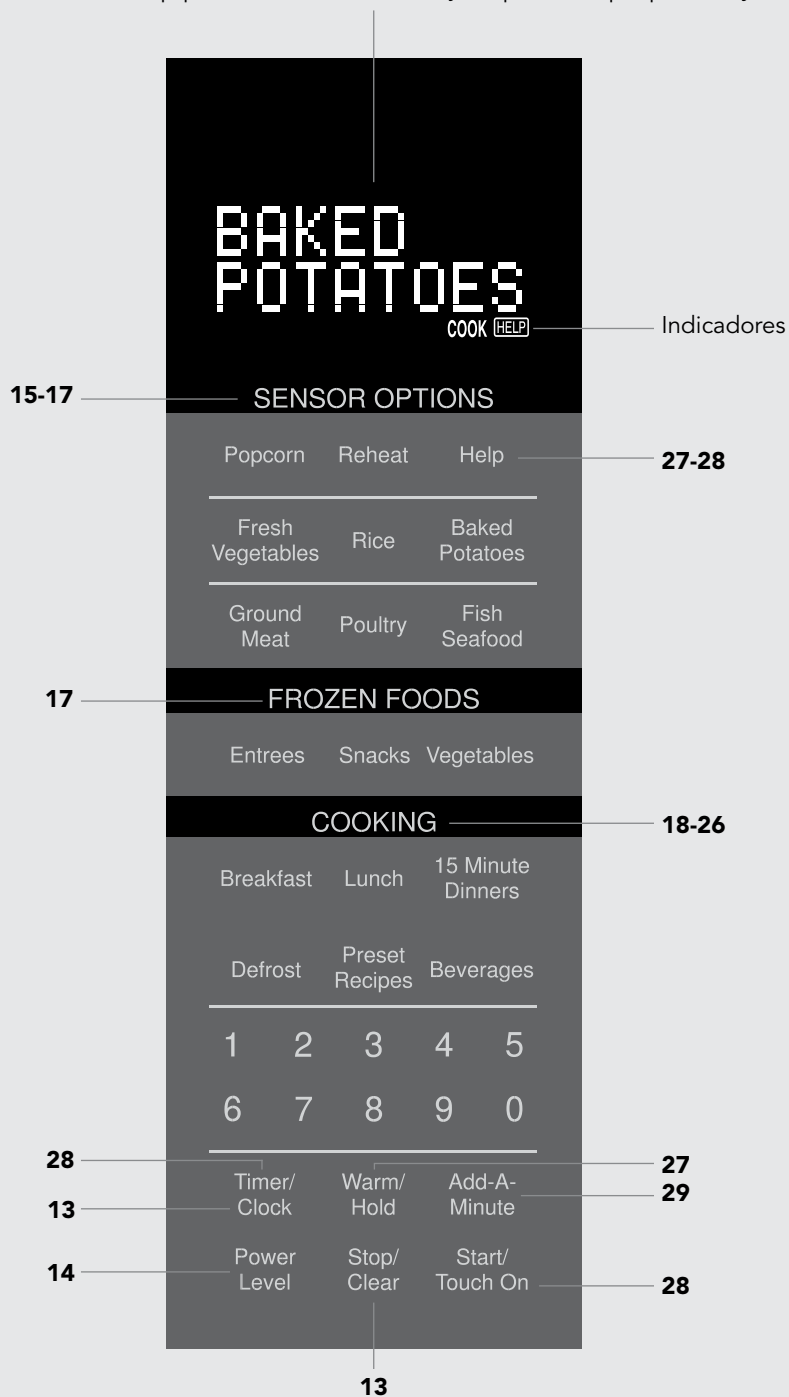 BAKED
POTATOES
COOK HELP
Indicadores
15-17
SENSOR OPTIONS
Popcorn Reheat Help
27-28
Fresh
Vegetables
Rice
Baked
Potatoes
Ground
Meat
Poultry
Fish
Seafood
17
FROZEN FOODS
Entrees Snacks Vegetables
COOKING
18-26
Breakfast
Lunch
15 Minute
Dinners
Defrost
Preset
Recipes
Beverages
1 2 3 4 5
6 7 8 9 0
28
13
Timer/
Clock
Warm/
Hold
Add-A-
Minute
27
29
14
Power
Level
Stop/
Clear
Start/
Touch On
28
13